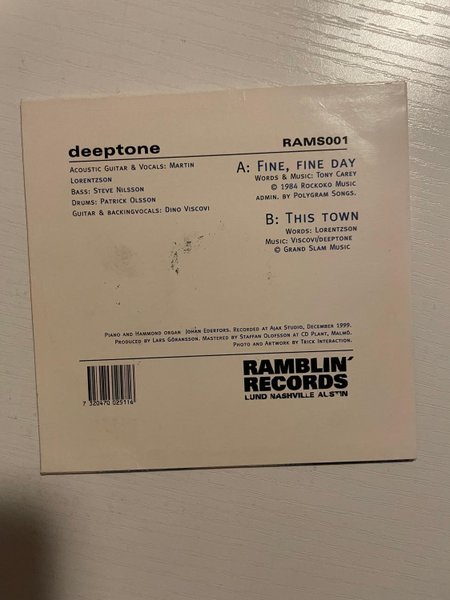 deeptone
RAMS001
Acoustic Guitar & Vocals: Martin
Lorentzson
Bass: Steve Nilsson
Drums: Patrick Olsson
Guitar & backingvocals: Dino Viscovi
A: Fine, fine day
Words & Music: Tony Carey
© 1984 Rockoko Music
admin. by Polygram Songs.
B: This town
Words: Lorentzson
Music: Viscovi/deeptone
© Grand Slam Music
Piano and Hammond organ Johan Ederfors. Recorded at Ajax Studio, December 1999.
Produced by Lars Göransson. Mastered by Staffan Olofsson at CD Plant, Malmö.
Photo and Artwork by Trick Interaction.
7 320470 025116
RAMBLIN´
RECORDS
LUND NASHVILLE AUSTIN